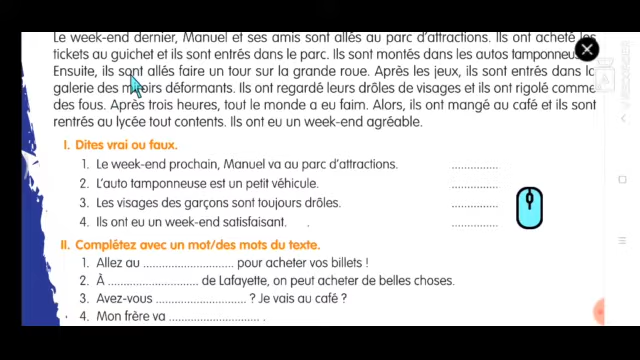 Le week-end dernier, Manuel et ses amis sont allés au parc d'attractions. Ils ont acheté les
tickets au guichet et ils sont entrés dans le parc. Ils sont montés dans les autos tamponneu
Ensuite, ils sont allés faire un tour sur la grande roue. Après les jeux, ils sont entrés dans la
galerie des miroirs déformants. Ils ont regardé leurs drôles de visages et ils ont rigolé comme
des fous. Après trois heures, tout le monde a eu faim. Alors, ils ont mangé au café et ils sont
rentrés au lycée tout contents. Ils ont eu un week-end agréable.
I. Dites vrai ou faux.
1. Le week-end prochain, Manuel va au parc d'attractions. ...............
2. L'auto tamponneuse est un petit véhicule. ...............
3. Les visages des garçons sont toujours drôles. ...............
4. Ils ont eu un week-end satisfaisant. . ...............
II. Complétez avec un mot/des mots du texte.
1. Allez au ............................. pour acheter vos billets !
2. À ............................. de Lafayette, on peut acheter de belles choses.
3. Avez-vous ............................. ? Je vais au café ?
4. Mon frère va ............................. .